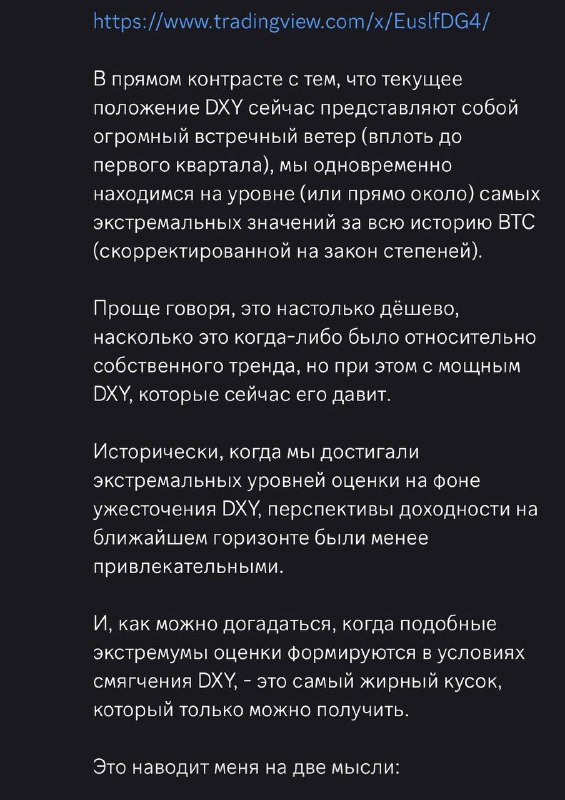 https://www.tradingview.com/x/EuslfDG4/
В прямом контрасте с тем, что текущее
положение DXY сейчас представляют собой
огромный встречный ветер (вплоть до
первого квартала), мы одновременно
находимся на уровне (или прямо около) самых
экстремальных значений за всю историю BTC
(скорректированной на закон степеней).
Проще говоря, это настолько дёшево,
насколько это когда-либо было относительно
собственного тренда, но при этом с мощным
DXY, которые сейчас его давит.
Исторически, когда мы достигали
экстремальных уровней оценки на фоне
ужесточения DXY, перспективы доходности на
ближайшем горизонте были менее
привлекательными.
И, как можно догадаться, когда подобные
экстремумы оценки формируются в условиях
смягчения DXY, - это самый жирный кусок,
который только можно получить.
Это наводит меня на две мысли: